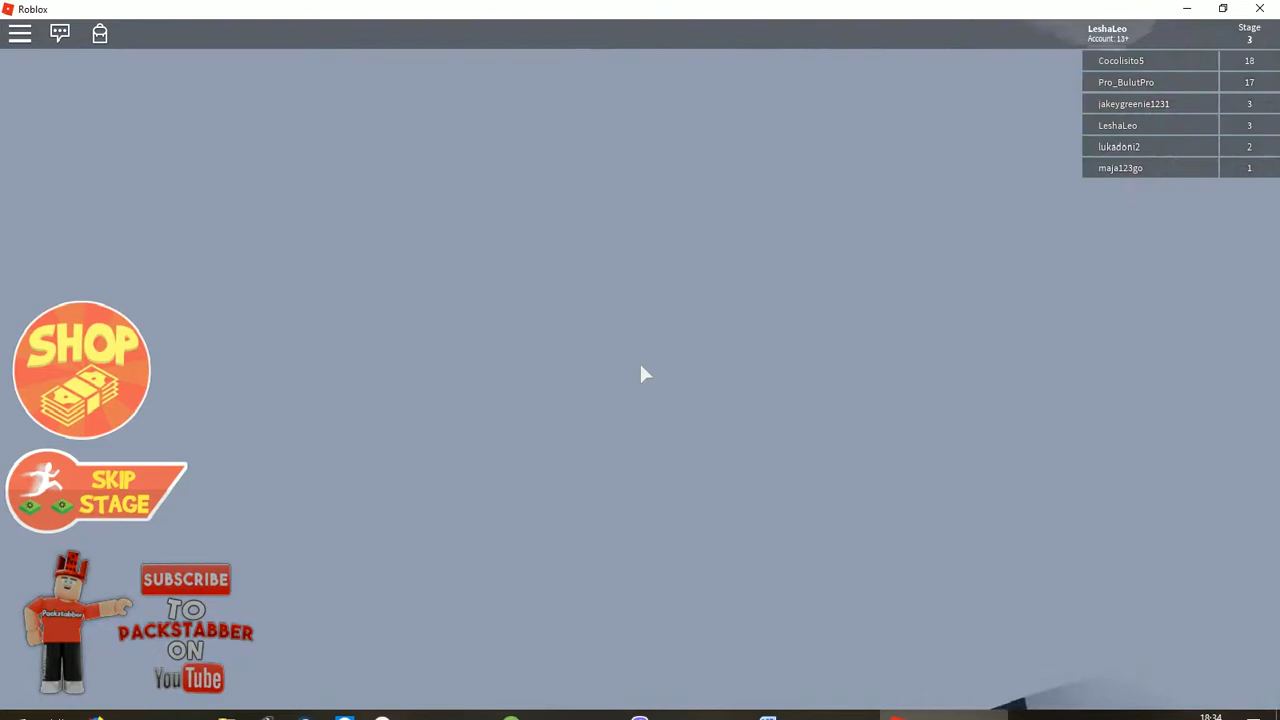 Roblox
LeshaLeo
Account: 13+
Stage
3
Cocolisito5 18
Pro_BulutPro 17
jakeygreenie1231 3
LeshaLeo 3
lukadoni2 2
maja123go 1
SHOP
SKIP
STAGE
Packstabber
SUBSCRIBE
TO
PACKSTABBER
ON
YouTube
18:34